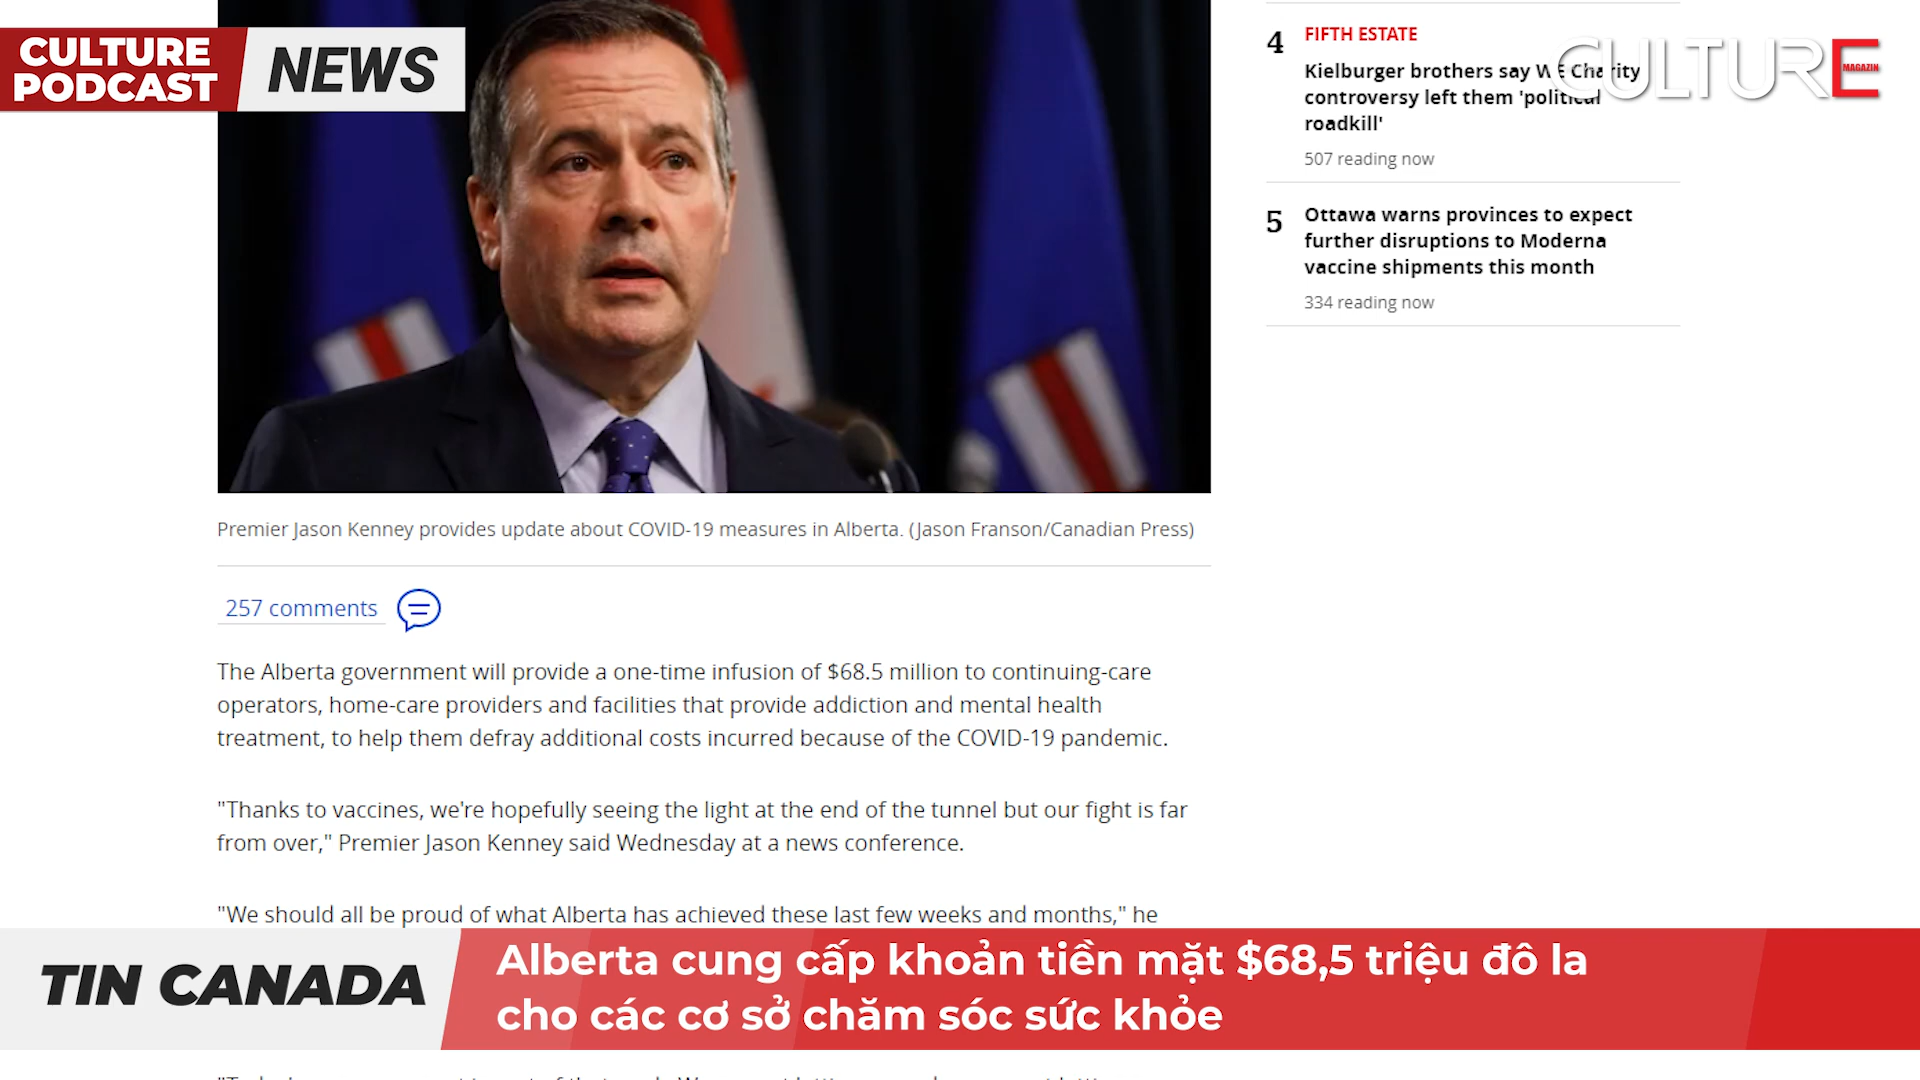 CULTURE
PODCAST
NEWS
4
FIFTH ESTATE
Kielburger brothers say WE Charity
controversy left them 'political
roadkill'
507 reading now
CULTURE
MAGAZIN
5
Ottawa warns provinces to expect
further disruptions to Moderna
vaccine shipments this month
334 reading now
Premier Jason Kenney provides update about COVID-19 measures in Alberta. (Jason Franson/Canadian Press)
257 comments
The Alberta government will provide a one-time infusion of $68.5 million to continuing-care
operators, home-care providers and facilities that provide addiction and mental health
treatment, to help them defray additional costs incurred because of the COVID-19 pandemic.
"Thanks to vaccines, we're hopefully seeing the light at the end of the tunnel but our fight is far
from over," Premier Jason Kenney said Wednesday at a news conference.
"We should all be proud of what Alberta has achieved these last few weeks and months," he
TIN CANADA
Alberta cung cấp khoản tiền mặt $68,5 triệu đô la
cho các cơ sở chăm sóc sức khỏe